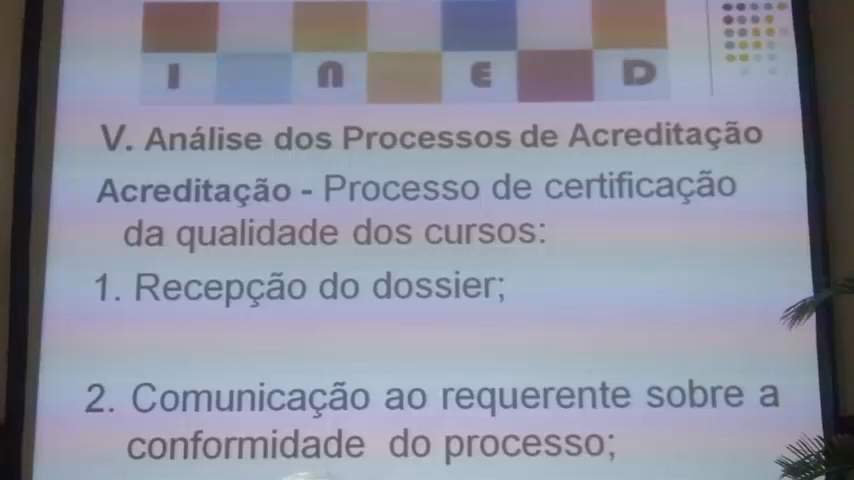 INED
V. Análise dos Processos de Acreditação
Acreditação - Processo de certificação
da qualidade dos cursos:
1. Recepção do dossier;
2. Comunicação ao requerente sobre a
conformidade do processo;